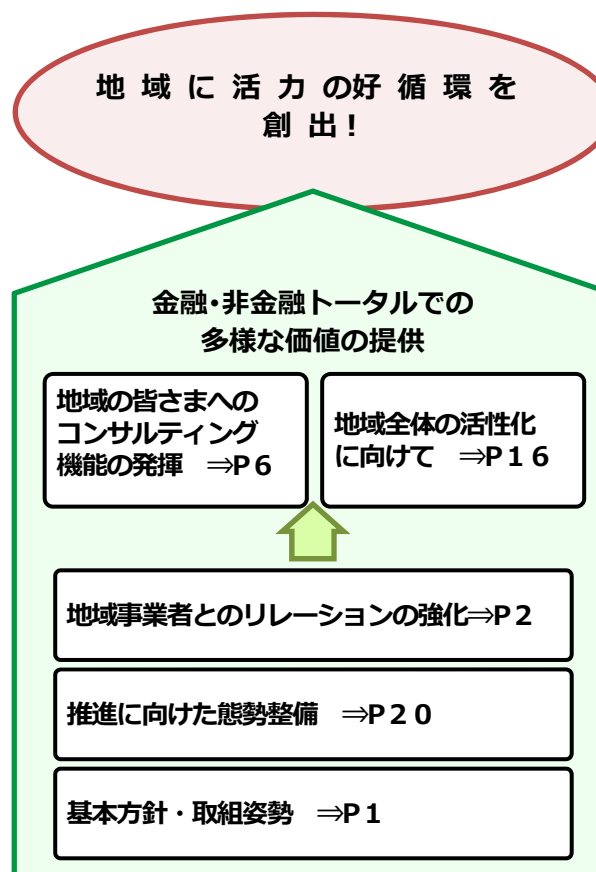 地 域 に 活 力 の好 循 環 を
創 出！
金融・非金融トータルでの
多様な価値の提供
地域の皆さまへの
コンサルティング
機能の発揮　⇒P６
地域全体の活性化
に向けて　⇒P１６
地域事業者とのリレーションの強化⇒P２
推進に向けた態勢整備　⇒P２０
基本方針・取組姿勢　⇒P１